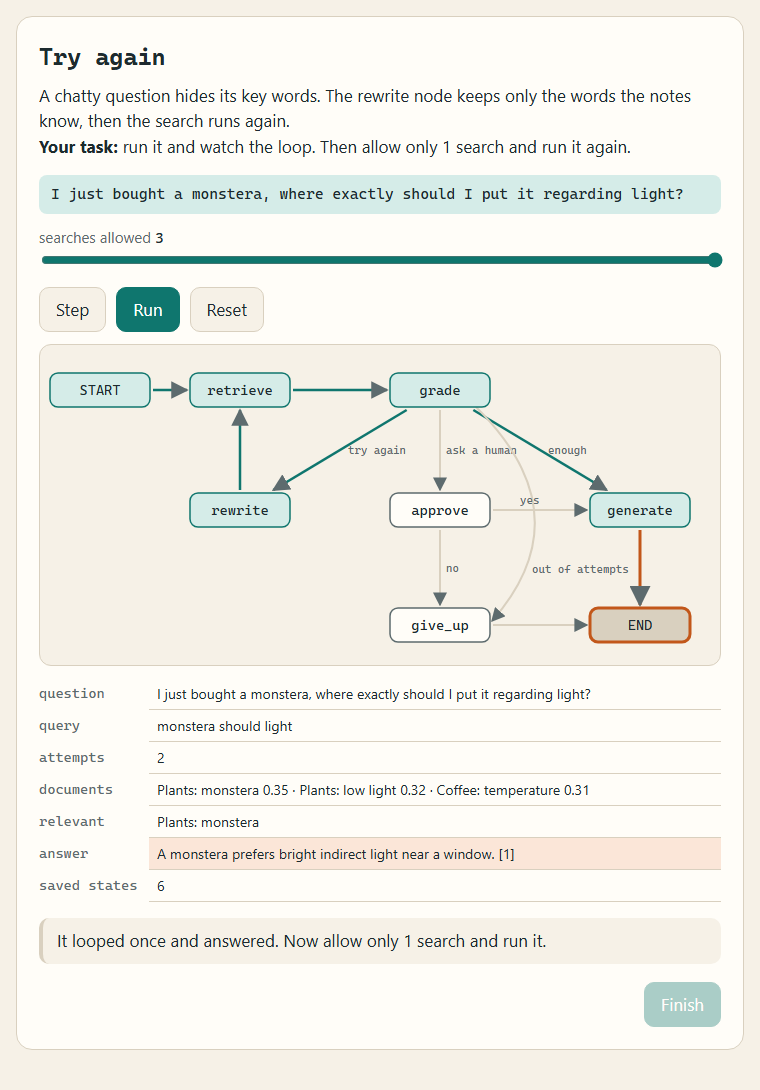 Try again
A chatty question hides its key words. The rewrite node keeps only the words the notes
know, then the search runs again.
Your task: run it and watch the loop. Then allow only 1 search and run it again.
I just bought a monstera, where exactly should I put it regarding light?
searches allowed 3
Step Run Reset
START retrieve grade
try again ask a human enough
rewrite approve yes generate
no out of attempts
give_up END
question I just bought a monstera, where exactly should I put it regarding light?
query monstera should light
attempts 2
documents Plants: monstera 0.35 · Plants: low light 0.32 · Coffee: temperature 0.31
relevant Plants: monstera
answer A monstera prefers bright indirect light near a window. [1]
saved states 6
It looped once and answered. Now allow only 1 search and run it.
Finish